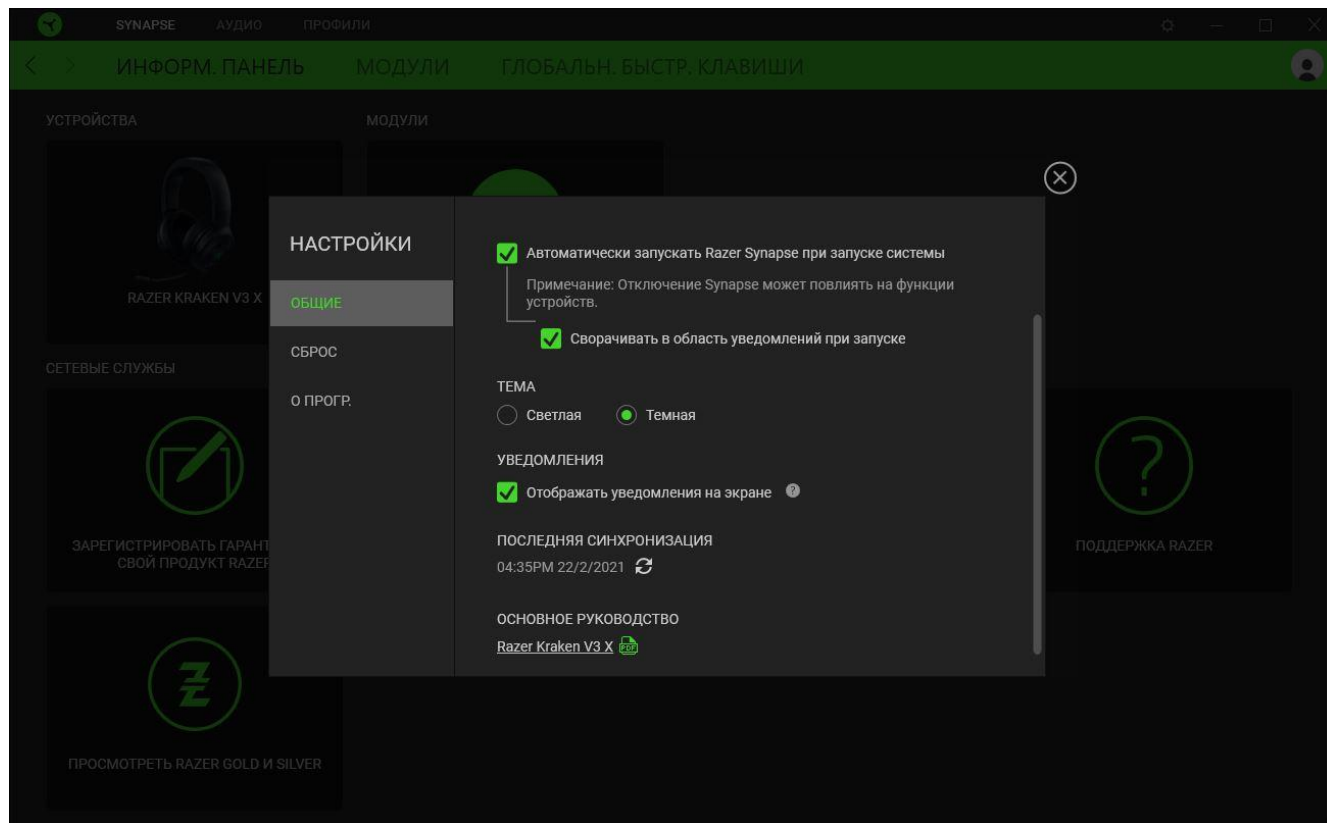 SYNAPSE АУДИО ПРОФИЛИ
ИНФОРМ. ПАНЕЛЬ МОДУЛИ ГЛОБАЛЬН. БЫСТР. КЛАВИШИ
УСТРОЙСТВА МОДУЛИ
RAZER KRAKEN V3 X
СЕТЕВЫЕ СЛУЖБЫ
ЗАРЕГИСТРИРОВАТЬ
СВОЙ ПРОДУКТ RAZER
ПРОСМОТРЕТЬ RAZER GOLD И SILVER
ПОДДЕРЖКА RAZER
НАСТРОЙКИ
ОБЩИЕ
СБРОС
О ПРОГР.
Автоматически запускать Razer Synapse при запуске системы
Примечание: Отключение Synapse может повлиять на функции
устройств.
Сворачивать в область уведомлений при запуске
ТЕМА
Светлая Темная
УВЕДОМЛЕНИЯ
Отображать уведомления на экране ?
ПОСЛЕДНЯЯ СИНХРОНИЗАЦИЯ
04:35PM 22/2/2021
ОСНОВНОЕ РУКОВОДСТВО
Razer Kraken V3 X PDF